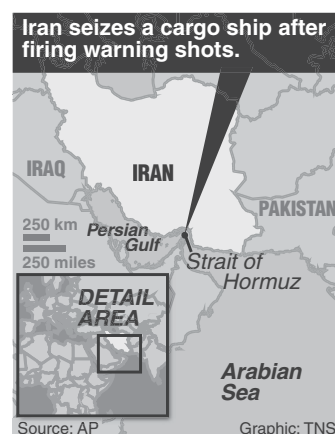 Iran seizes a cargo ship after
firing warning shots.
IRAQ
IRAN
PAKISTAN
250 km
250 miles
Persian
Gulf
Strait of
Hormuz
DETAIL
AREA
Arabian
Sea
Source: AP
Graphic: TNS